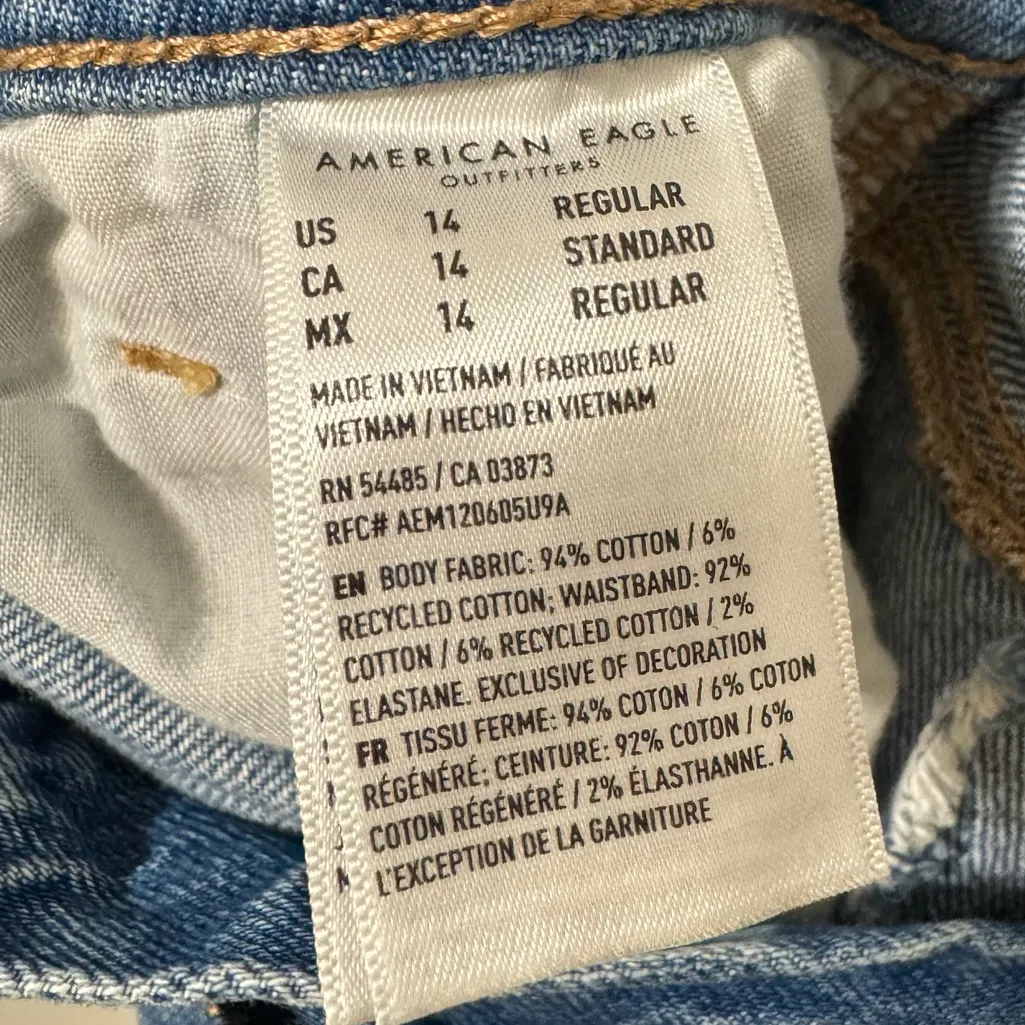 AMERICAN EAGLE
OUTFITTERS
US 14 REGULAR
CA 14 STANDARD
MX 14 REGULAR
MADE IN VIETNAM / FABRIQUÉ AU
VIETNAM / HECHO EN VIETNAM
RN 54485 / CA 03873
RFC# AEM120605U9A
EN BODY FABRIC: 94% COTTON / 6%
RECYCLED COTTON; WAISTBAND: 92%
COTTON / 6% RECYCLED COTTON / 2%
ELASTANE. EXCLUSIVE OF DECORATION
FR TISSU FERME: 94% COTON / 6% COTON
RÉGÉNÉRÉ; CEINTURE: 92% COTON / 6%
COTON RÉGÉNÉRÉ / 2% ÉLASTHANNE. À
L'EXCEPTION DE LA GARNITURE